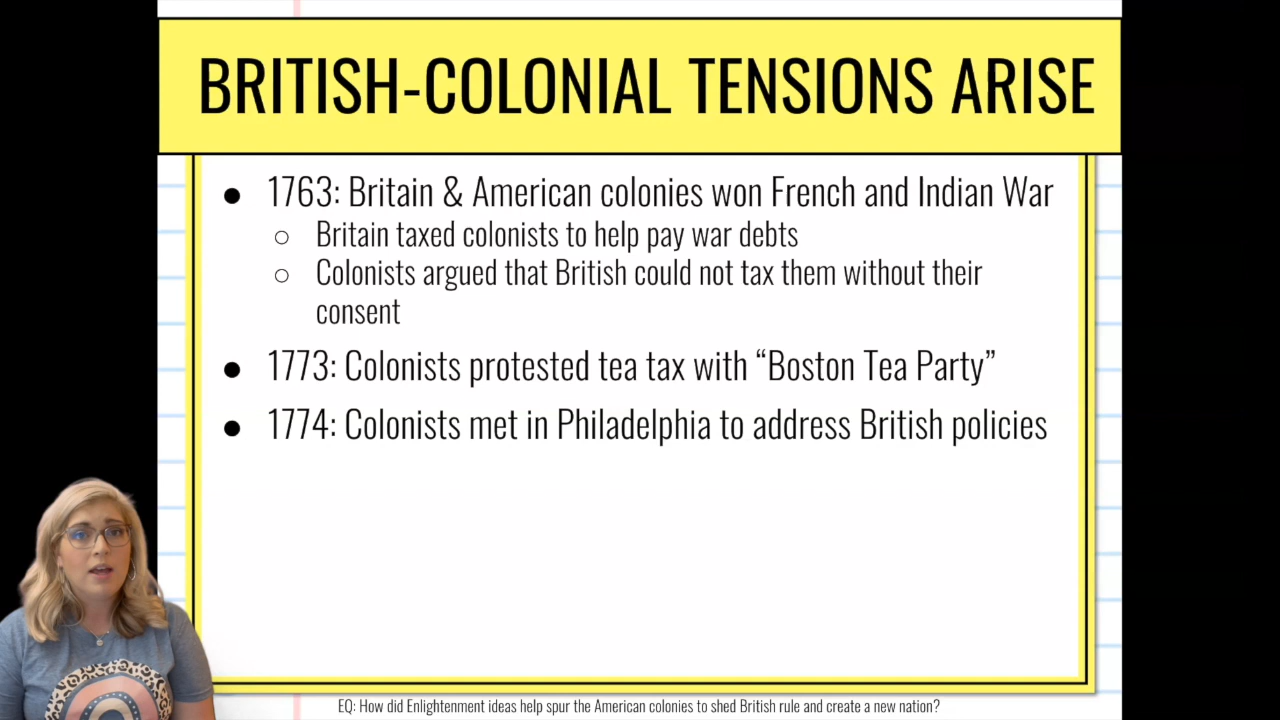 BRITISH-COLONIAL TENSIONS ARISE
● 1763: Britain & American colonies won French and Indian War
○ Britain taxed colonists to help pay war debts
○ Colonists argued that British could not tax them without their
consent
● 1773: Colonists protested tea tax with “Boston Tea Party”
● 1774: Colonists met in Philadelphia to address British policies
EQ: How did Enlightenment ideas help spur the American colonies to shed British rule and create a new nation?